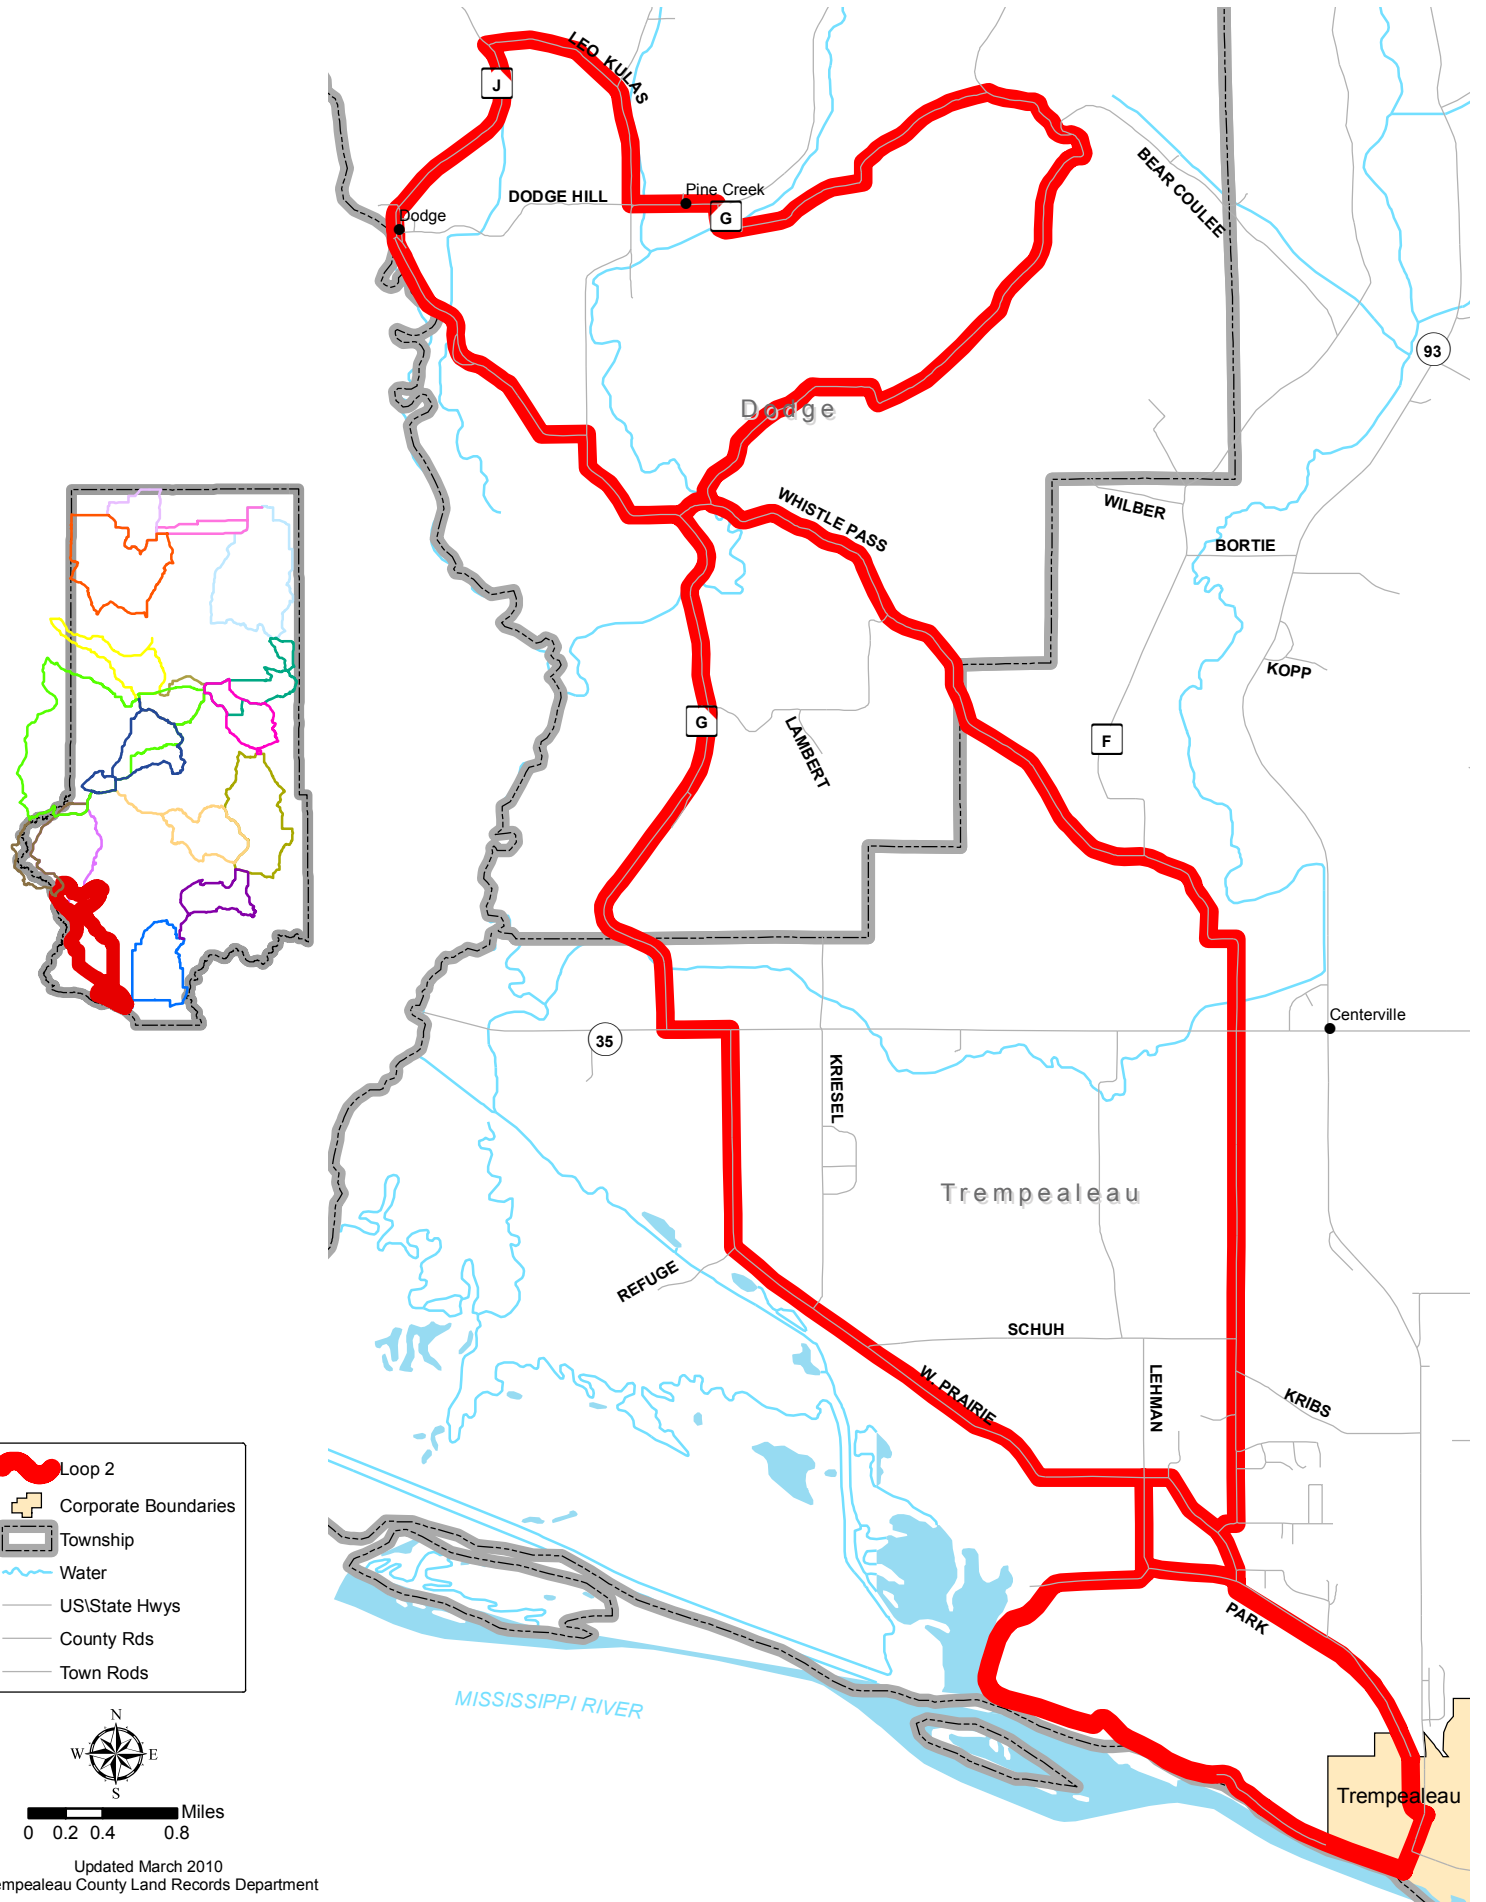 LEO KULAS
J
BEAR COULEE
Pine Creek
DODGE HILL
Dodge
G
93
Dodge
WHISTLE PASS
WILBER
BORTIE
KOPP
G
LAMBERT
F
Centerville
35
KRIESEL
Trempealeau
REFUGE
SCHUH
W. PRAIRIE
LEHMAN
KRIBS
Loop 2
Corporate Boundaries
Township
Water
US\State Hwys
County Rds
Town Rods
PARK
MISSISSIPPI RIVER
N
W E
S
Trempealeau
Miles
0 0.2 0.4 0.8
Updated March 2010
empealeau County Land Records Department